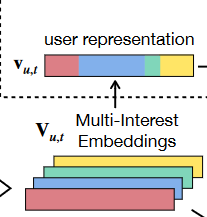 user representation
v_{u,t}
V_{u,t} Multi-Interest
Embeddings